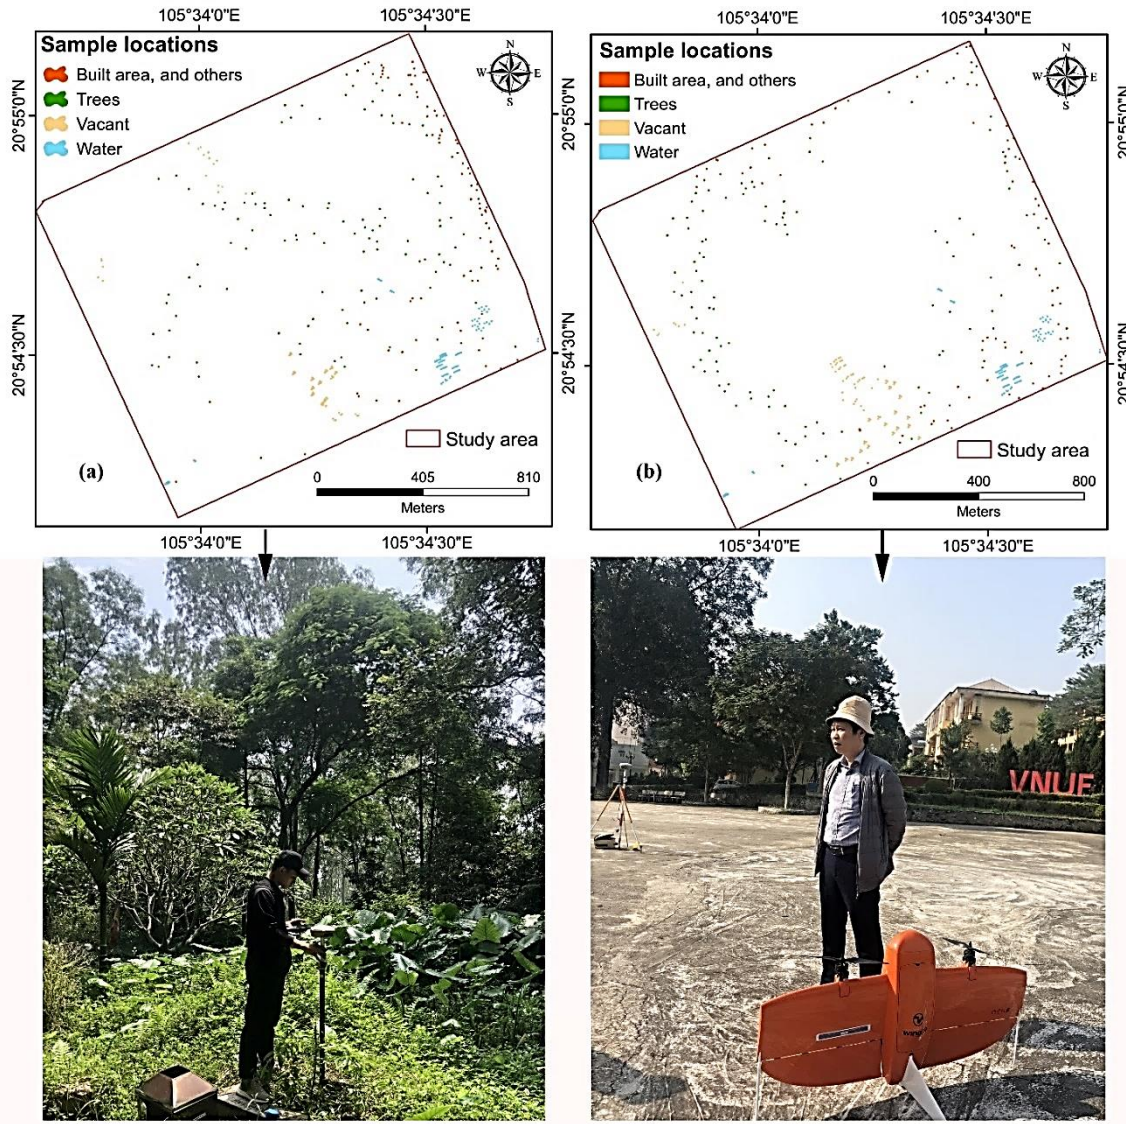 105°34'0"E
105°34'30"E
105°34'0"E
105°34'30"E
Sample locations
Built area, and others
Trees
Vacant
Water
N
W
E
S
20°55'0"N
20°54'30"N
20°55'0"N
20°54'30"N
Study area
(a)
0
405
810
Meters
105°34'0"E
105°34'30"E
Sample locations
Built area, and others
Trees
Vacant
Water
N
W
E
S
20°55'0"N
20°54'30"N
Study area
(b)
0
400
800
Meters
105°34'0"E
105°34'30"E
VNUF